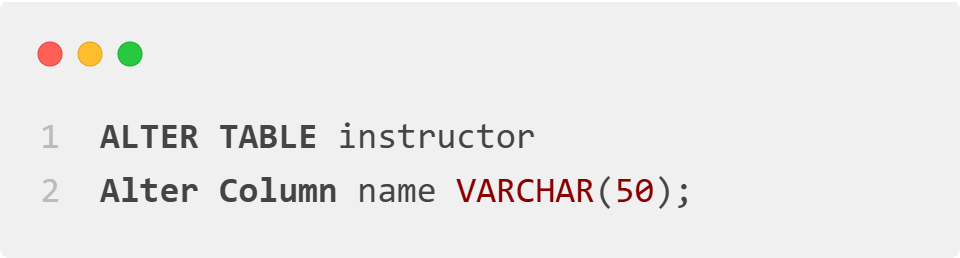 1 ALTER TABLE instructor
2 Alter Column name VARCHAR(50);